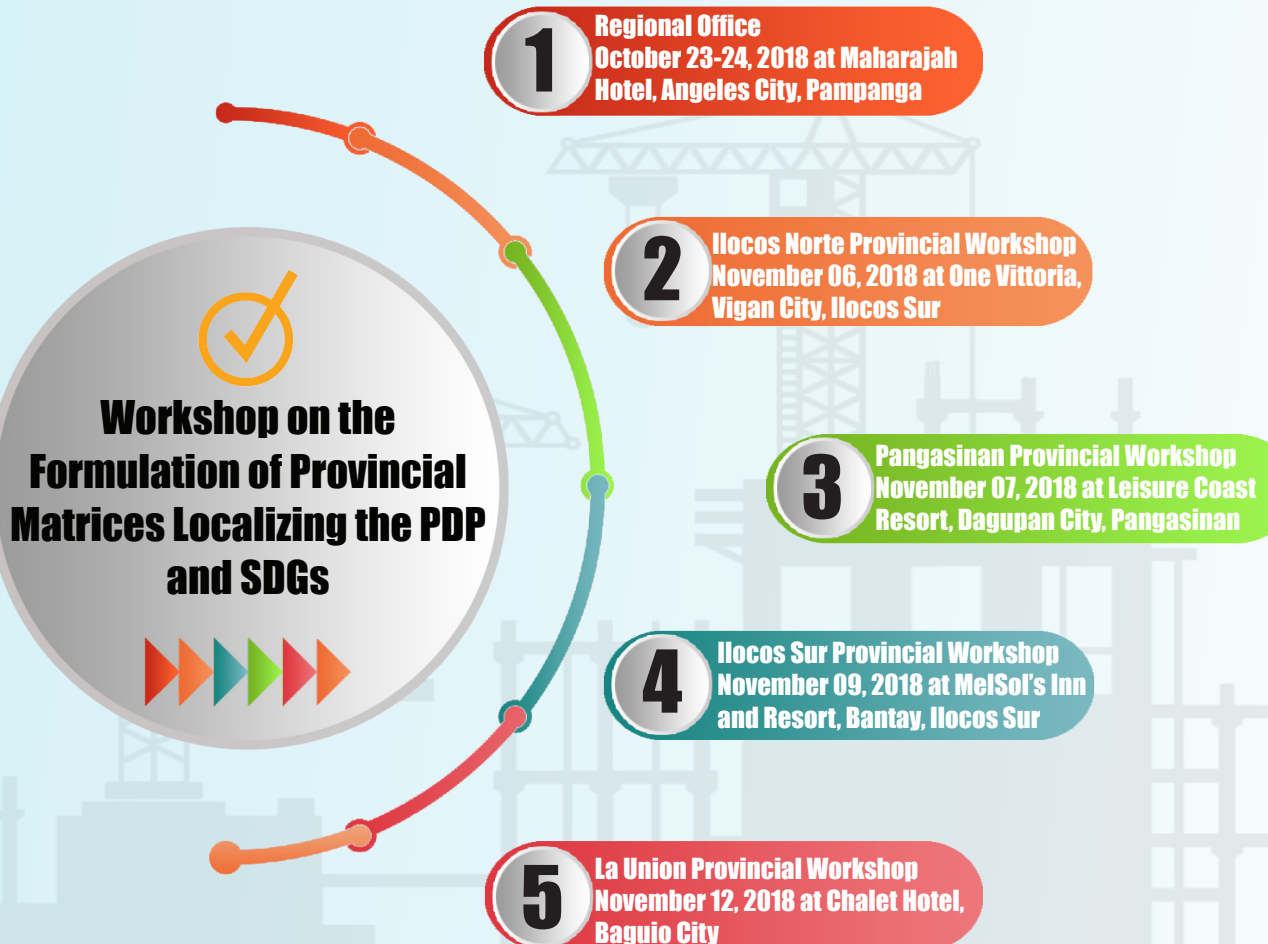 Workshop on the
Formulation of Provincial
Matrices Localizing the PDP
and SDGs
1
Regional Office
October 23-24, 2018 at Maharajah
Hotel, Angeles City, Pampanga
2
Ilocos Norte Provincial Workshop
November 06, 2018 at One Vittoria,
Vigan City, Ilocos Sur
3
Pangasinan Provincial Workshop
November 07, 2018 at Leisure Coast
Resort, Dagupan City, Pangasinan
4
Ilocos Sur Provincial Workshop
November 09, 2018 at MelSol's Inn
and Resort, Bantay, Ilocos Sur
5
La Union Provincial Workshop
November 12, 2018 at Chalet Hotel,
Baguio City